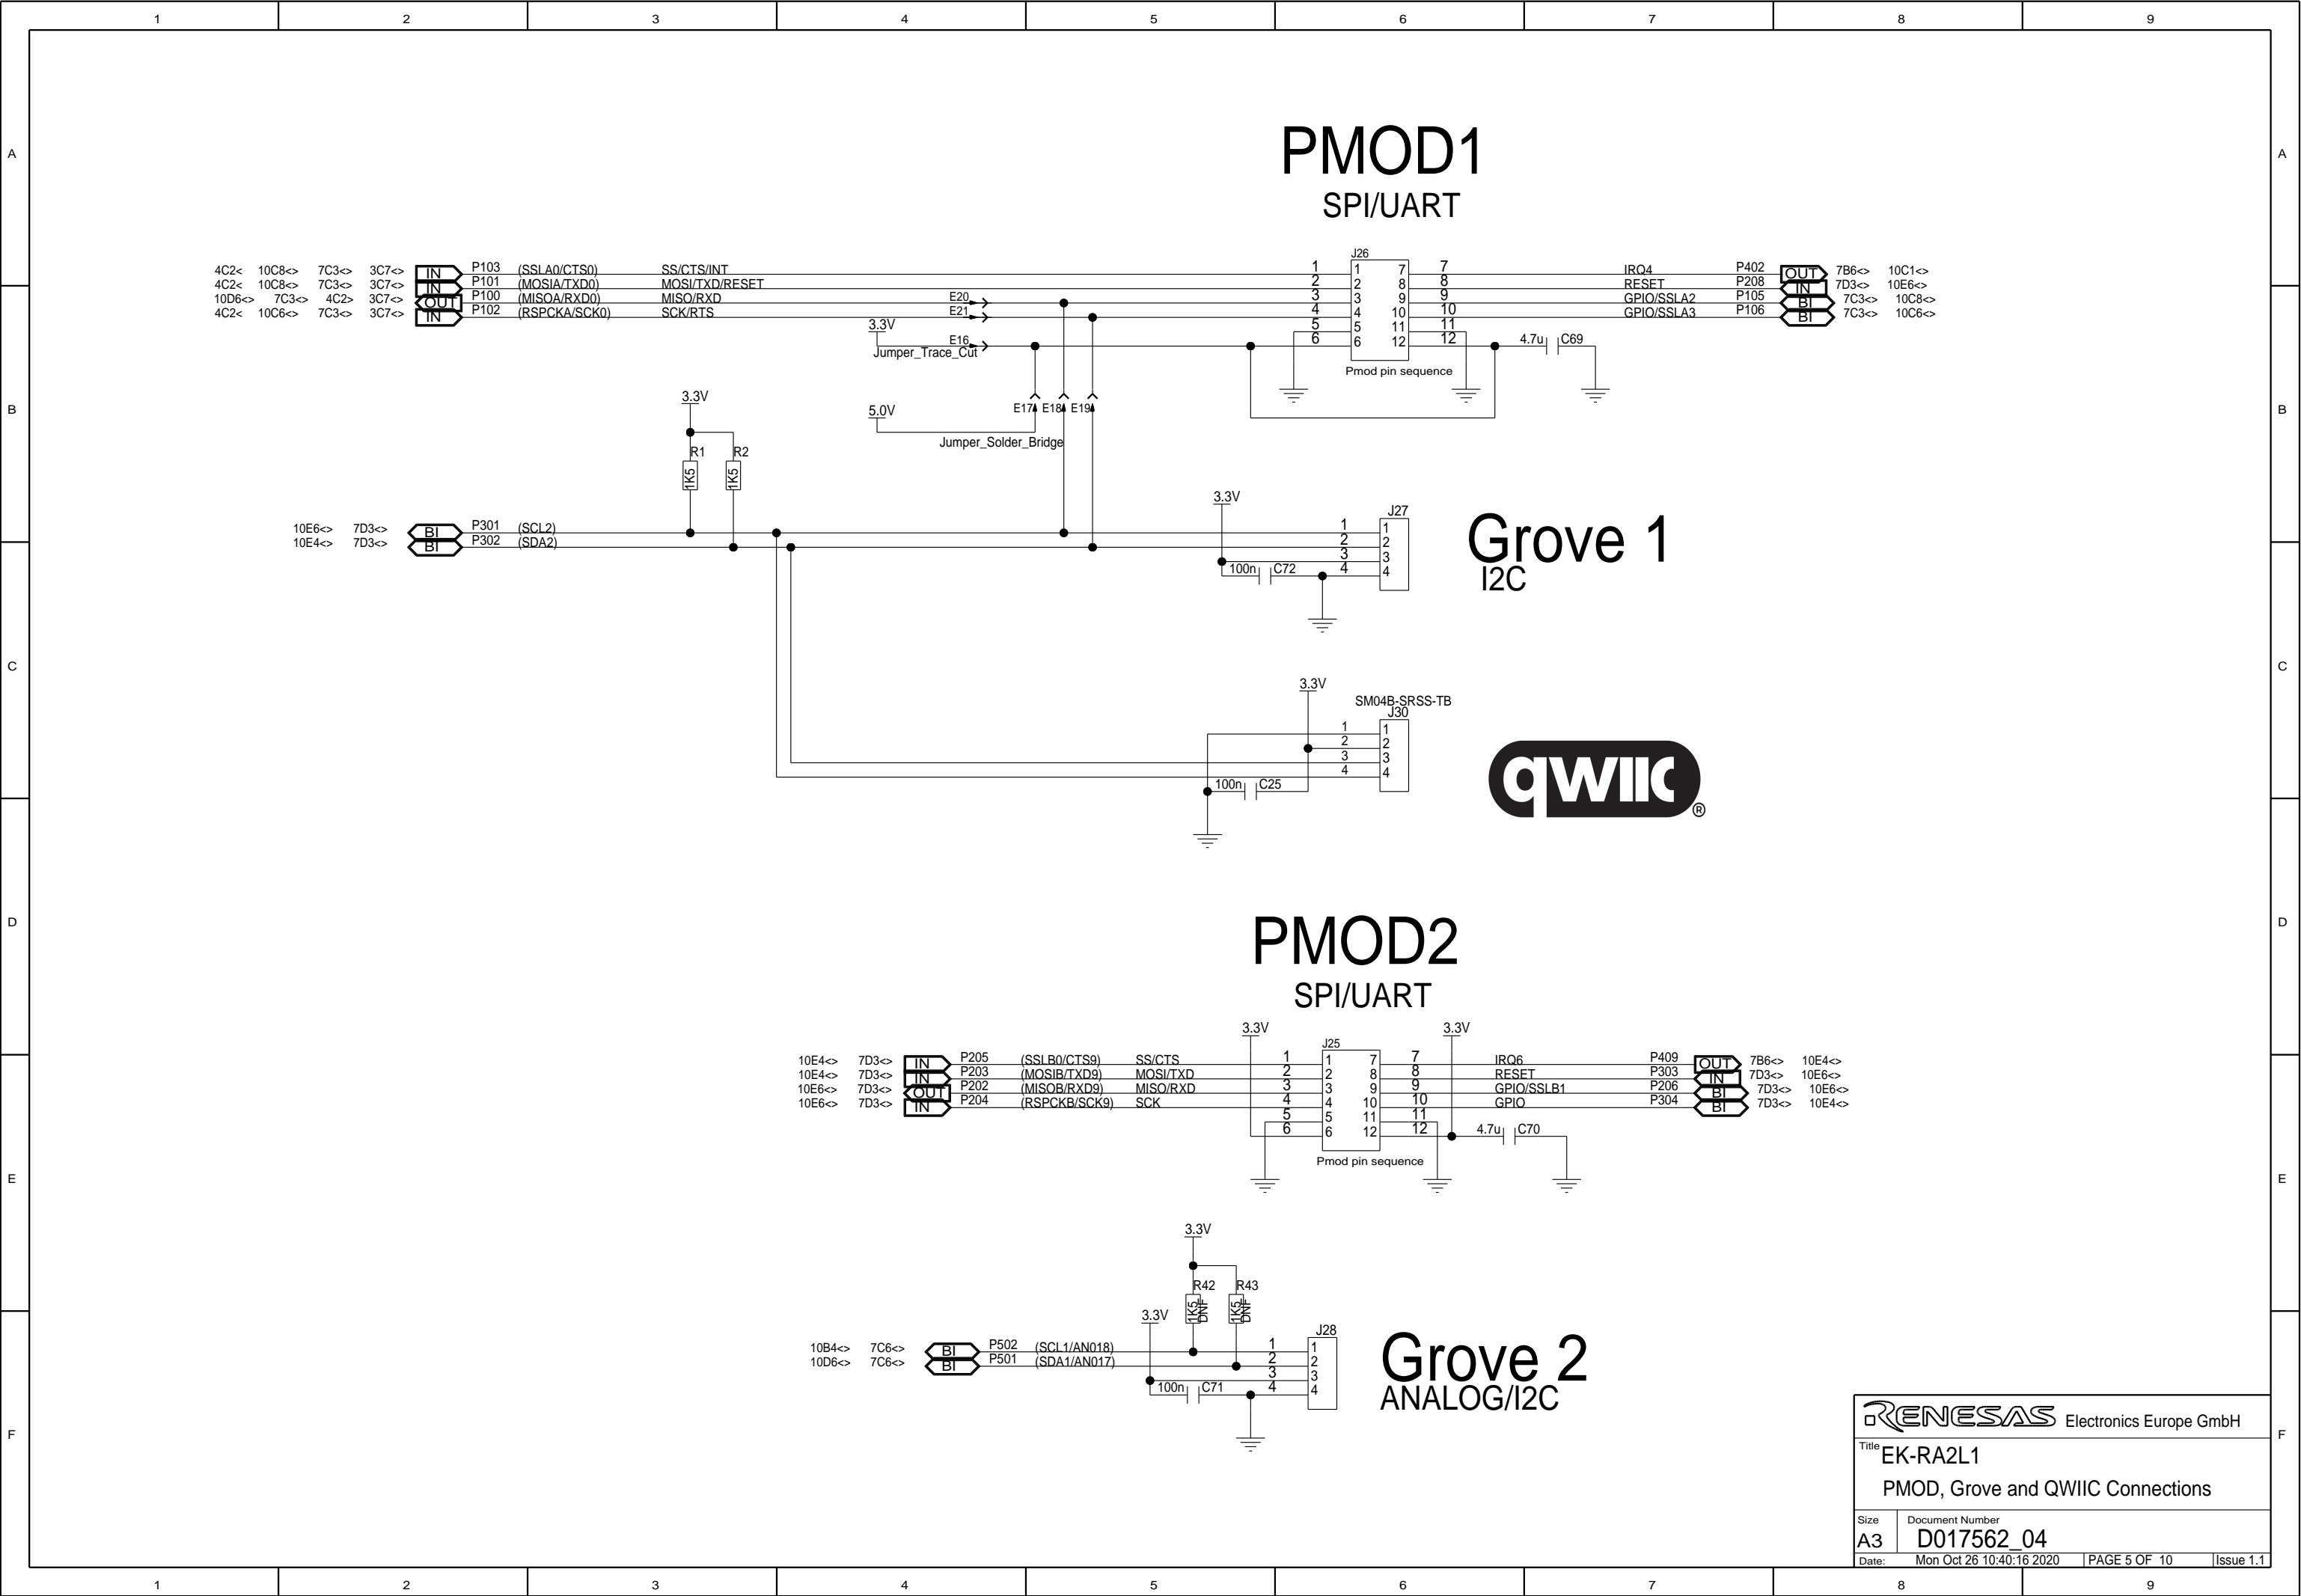 1 2 3 4 5 6 7 8 9
A A
PMOD1
SPI/UART
J26
4C2< 10C8<> 7C3<> 3C7<> IN P103 (SSLA0/CTS0) SS/CTS/INT 1 1 7 7 IRQ4 P402 OUT 7B6<> 10C1<>
4C2< 10C8<> 7C3<> 3C7<> IN P101 (MOSIA/TXD0) MOSI/TXD/RESET 2 2 8 8 RESET P208 IN 7D3<> 10E6<>
10D6<> 7C3<> 4C2> 3C7<> OUT P100 (MISOA/RXD0) MISO/RXD E20 3 3 9 9 GPIO/SSLA2 P105 BI 7C3<> 10C8<>
4C2< 10C6<> 7C3<> 3C7<> IN P102 (RSPCKA/SCK0) SCK/RTS E21 4 4 10 10 GPIO/SSLA3 P106 BI 7C3<> 10C6<>
3.3V 5 5 11 11
E16 6 6 12 12 4.7u C69
Jumper_Trace_Cut
Pmod pin sequence
3.3V
B 5.0V E17 E18 E19 B
Jumper_Solder_Bridge
R1 R2
1K5 1K5
3.3V
J27
Grove 1
I2C
10E6<> 7D3<> BI P301 (SCL2) 1 1
10E4<> 7D3<> BI P302 (SDA2) 2 2
3 3
100n C72 4 4
C C
3.3V
SM04B-SRSS-TB
J30
1 1
2 2
3 3
4 4
100n C25
qwiic®
D D
PMOD2
SPI/UART
3.3V 3.3V
J25
10E4<> 7D3<> IN P205 (SSLB0/CTS9) SS/CTS 1 1 7 7 IRQ6 P409 OUT 7B6<> 10E4<>
10E4<> 7D3<> IN P203 (MOSIB/TXD9) MOSI/TXD 2 2 8 8 RESET P303 IN 7D3<> 10E6<>
10E6<> 7D3<> OUT P202 (MISOB/RXD9) MISO/RXD 3 3 9 9 GPIO/SSLB1 P206 BI 7D3<> 10E6<>
10E6<> 7D3<> IN P204 (RSPCKB/SCK9) SCK 4 4 10 10 GPIO P304 BI 7D3<> 10E4<>
5 5 11 11
6 6 12 12 4.7u C70
Pmod pin sequence
E E
3.3V
R42 R43
1K5 DNF 1K5 DNF
3.3V
J28
Grove 2
ANALOG/I2C
10B4<> 7C6<> BI P502 (SCL1/AN018) 1 1
10D6<> 7C6<> BI P501 (SDA1/AN017) 2 2
3 3
100n C71 4 4
F F
RENESAS Electronics Europe GmbH
Title EK-RA2L1
PMOD, Grove and QWIIC Connections
Size Document Number
A3 D017562_04
Date: Mon Oct 26 10:40:16 2020 PAGE 5 OF 10 Issue 1.1
1 2 3 4 5 6 7 8 9